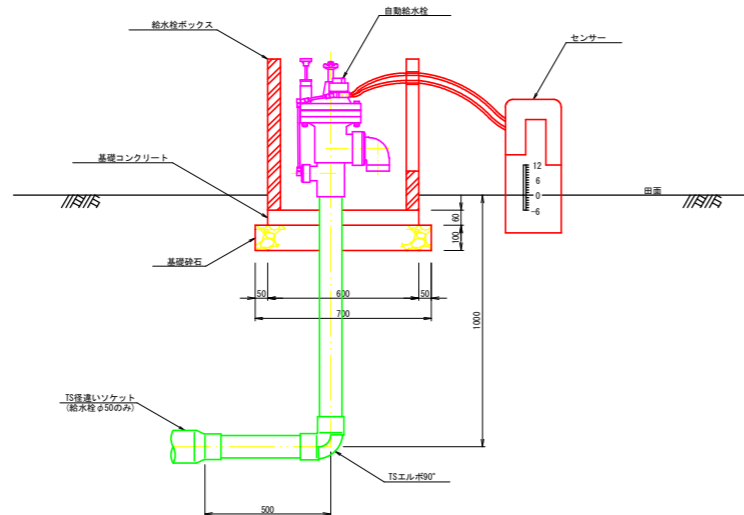 自動給水栓
給水栓ボックス
センサー
基礎コンクリート
12
6
0
-6
田面
60
100
基礎砕石
50
600
50
700
1000
TS径違いソケット
(給水栓φ50のみ)
TSエルボ90°
500